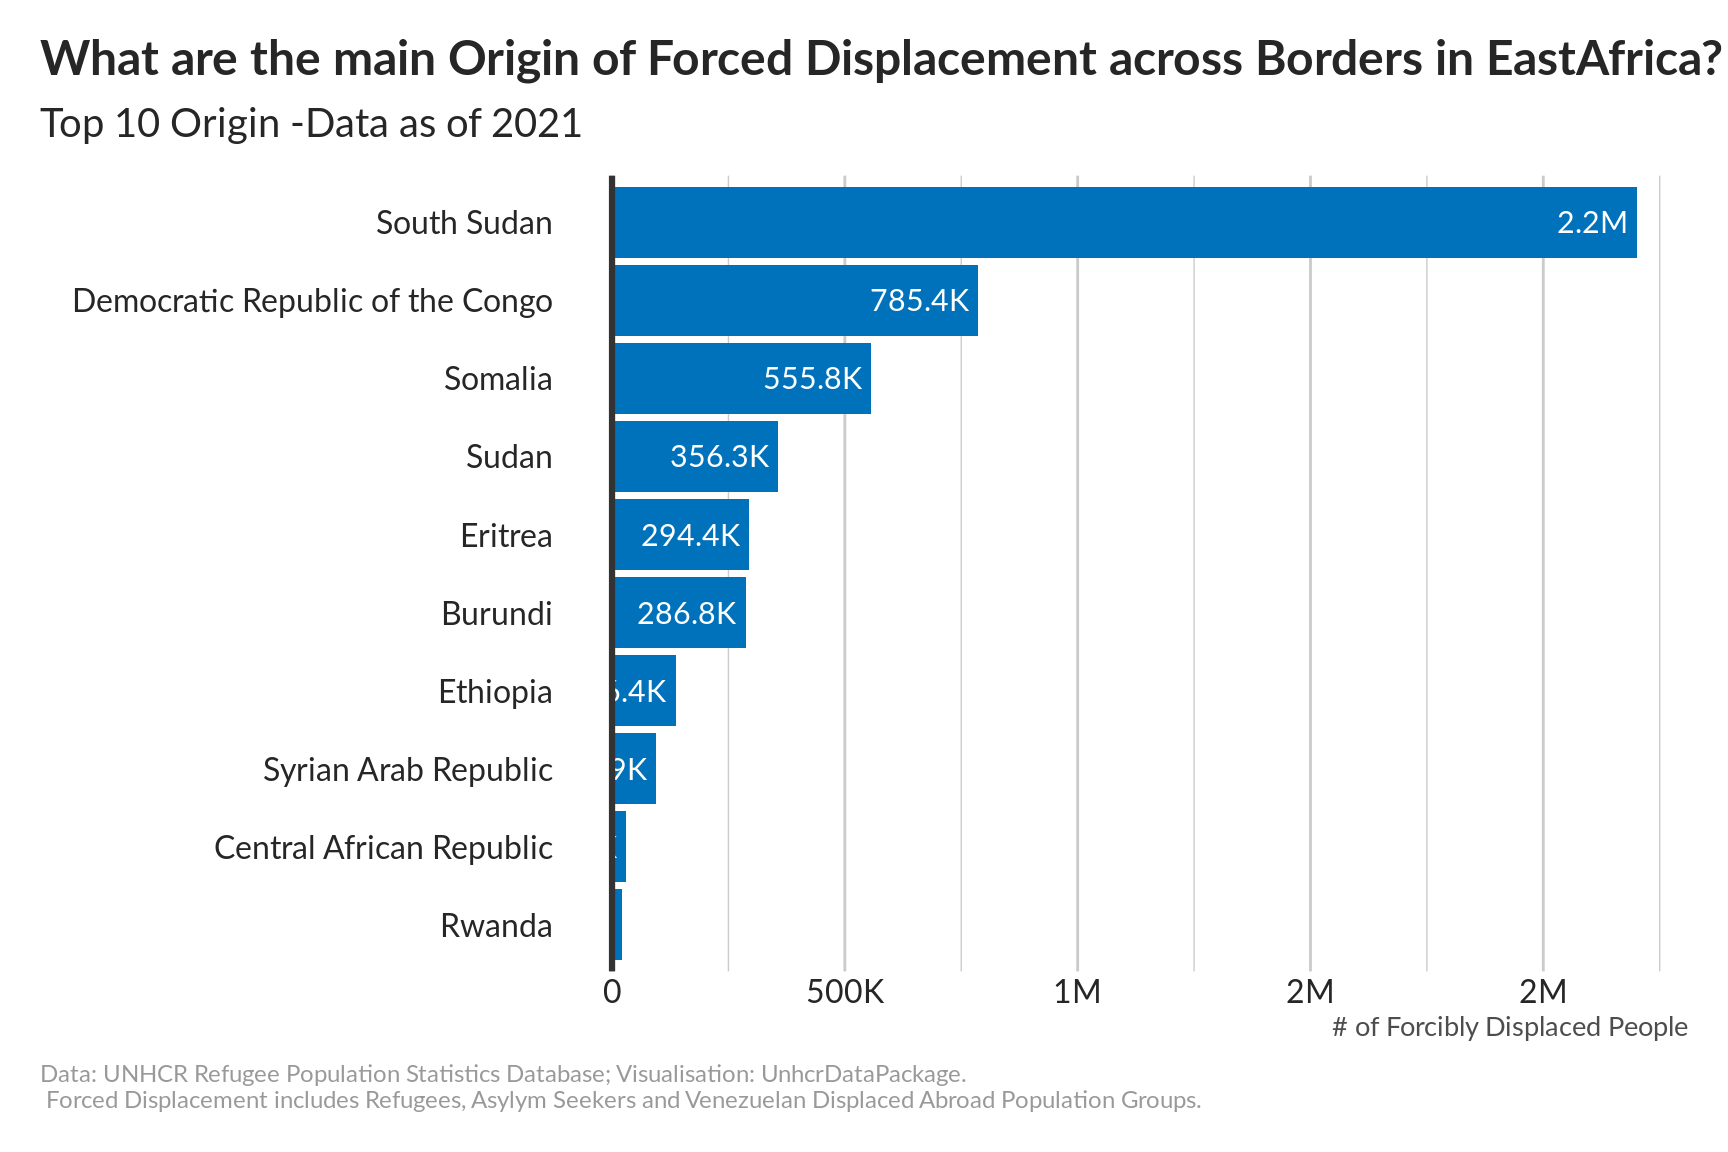 What are the main Origin of Forced Displacement across Borders in EastAfrica?
Top 10 Origin -Data as of 2021
South Sudan 2.2M
Democratic Republic of the Congo 785.4K
Somalia 555.8K
Sudan 356.3K
Eritrea 294.4K
Burundi 286.8K
Ethiopia .4K
Syrian Arab Republic 9K
Central African Republic
Rwanda
0 500K 1M 2M 2M
# of Forcibly Displaced People
Data: UNHCR Refugee Population Statistics Database; Visualisation: UnhcrDataPackage.
Forced Displacement includes Refugees, Asylym Seekers and Venezuelan Displaced Abroad Population Groups.